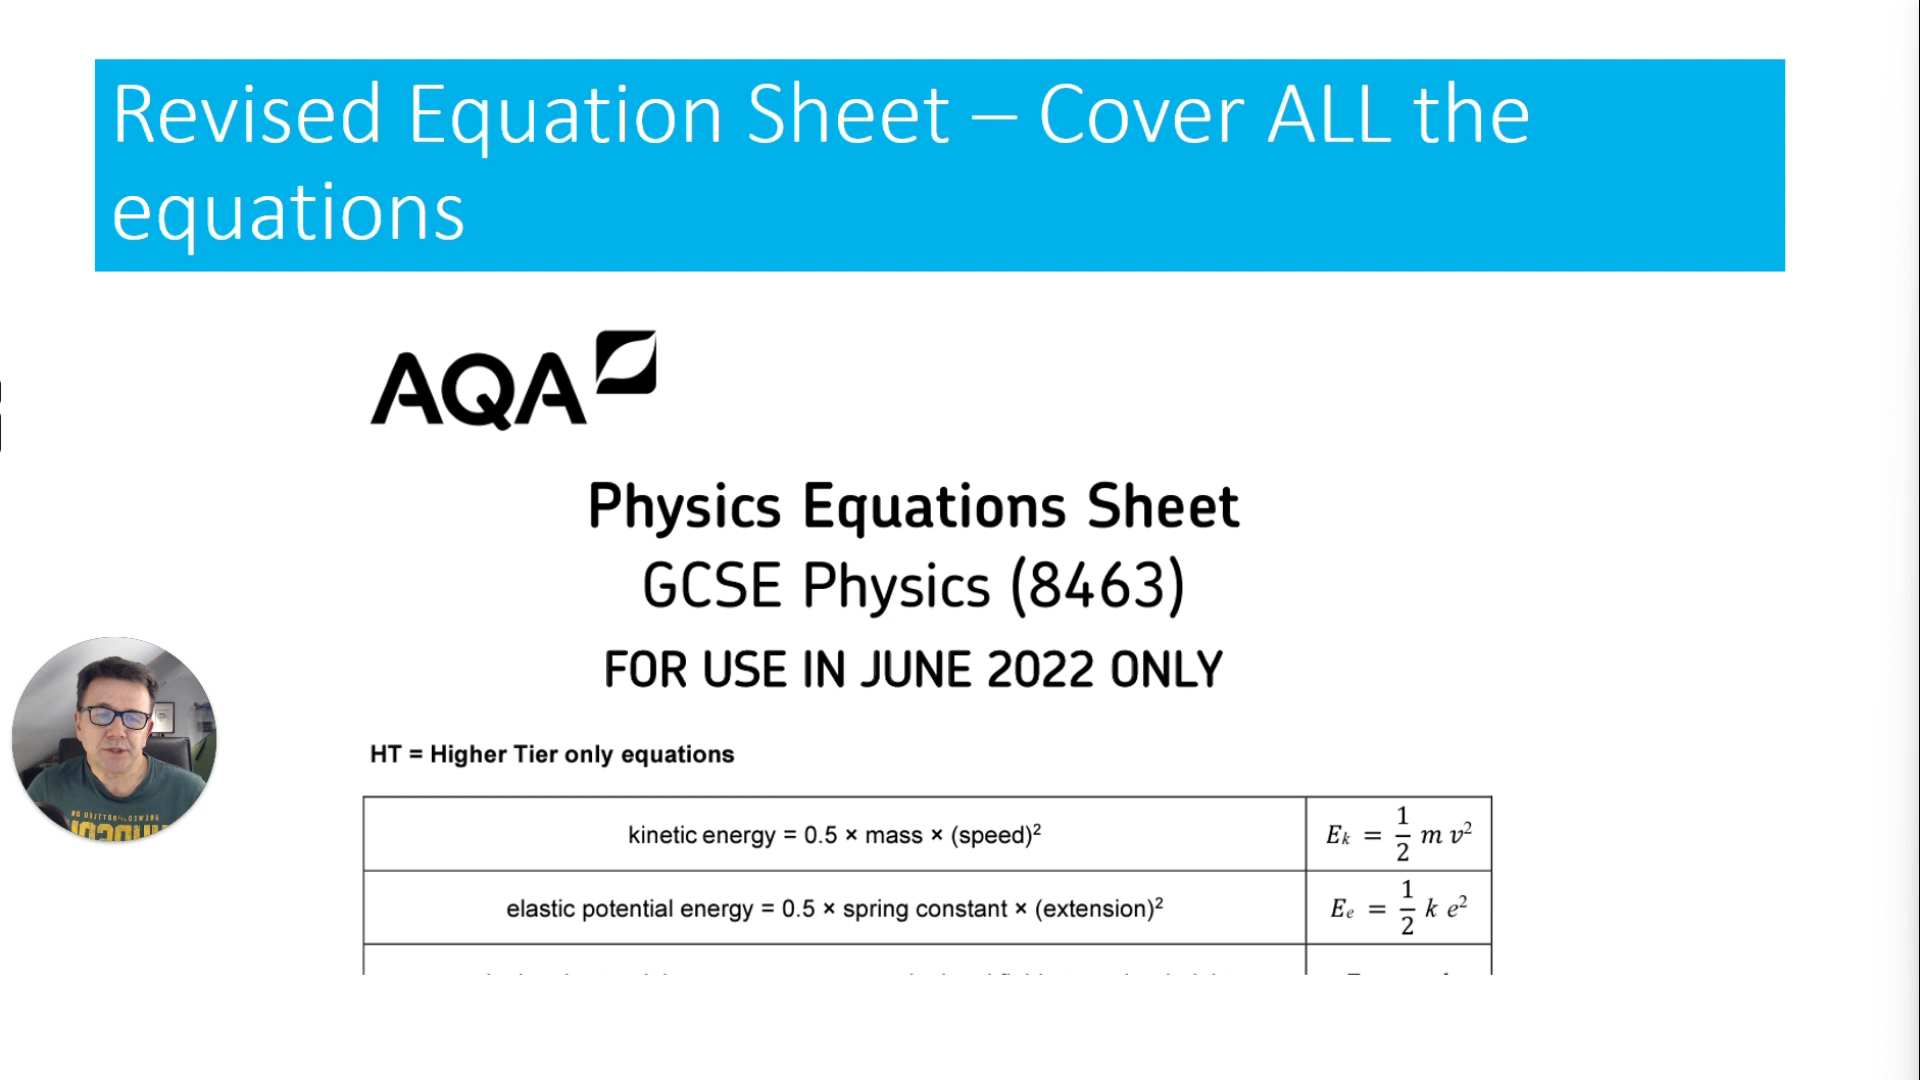 Revised Equation Sheet – Cover ALL the
equations
AQA
Physics Equations Sheet
GCSE Physics (8463)
FOR USE IN JUNE 2022 ONLY
HT = Higher Tier only equations
kinetic energy = 0.5 × mass × (speed)² E_k = 1/2 m v²
elastic potential energy = 0.5 × spring constant × (extension)² E_e = 1/2 k e²